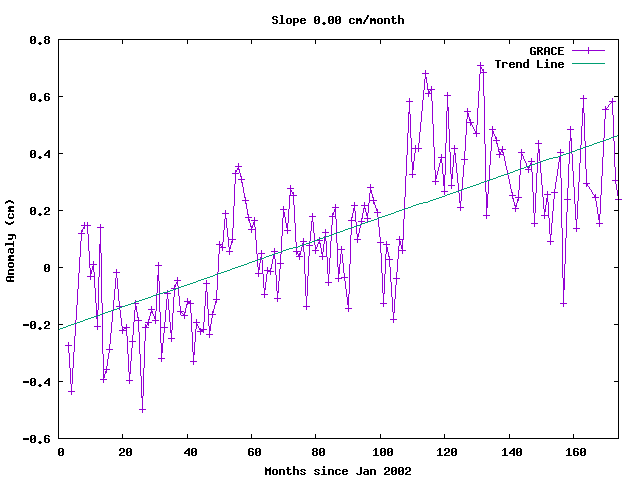 Slope 0.00 cm/month
GRACE
Trend Line
0.8
0.6
0.4
0.2
0
-0.2
-0.4
-0.6
Anomaly (cm)
0 20 40 60 80 100 120 140 160
Months since Jan 2002